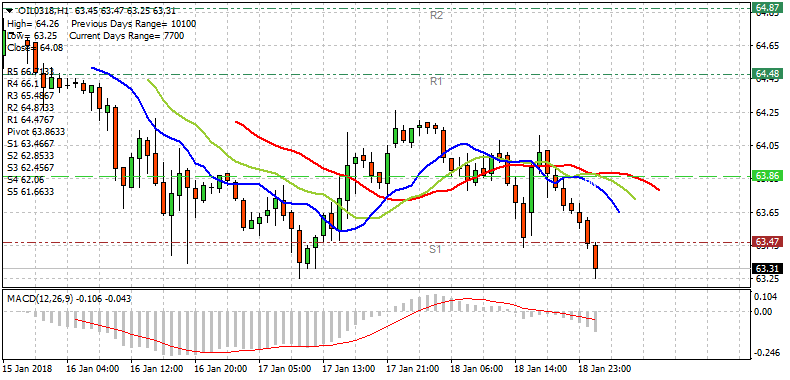 OIL0318,H1 63.45 63.47 63.25 63.31
High= 64.26 Previous Days Range= 10100
Low= 63.25 Current Days Range= 7700
Close= 64.08
R5
R4 66.1
R3 65.4867
R2 64.8733
R1 64.4767
Pivot 63.8633
S1 63.4667
S2 62.8533
S3 62.4567
S4 62.06
S5 61.6633
R2
R1
S1
64.87
64.65
64.48
64.25
64.05
63.86
63.65
63.47
63.31
63.25
MACD(12,26,9) -0.106 -0.043
0.104
0.00
-0.246
15 Jan 2018
16 Jan 04:00
16 Jan 12:00
16 Jan 20:00
17 Jan 05:00
17 Jan 13:00
17 Jan 21:00
18 Jan 06:00
18 Jan 14:00
18 Jan 23:00